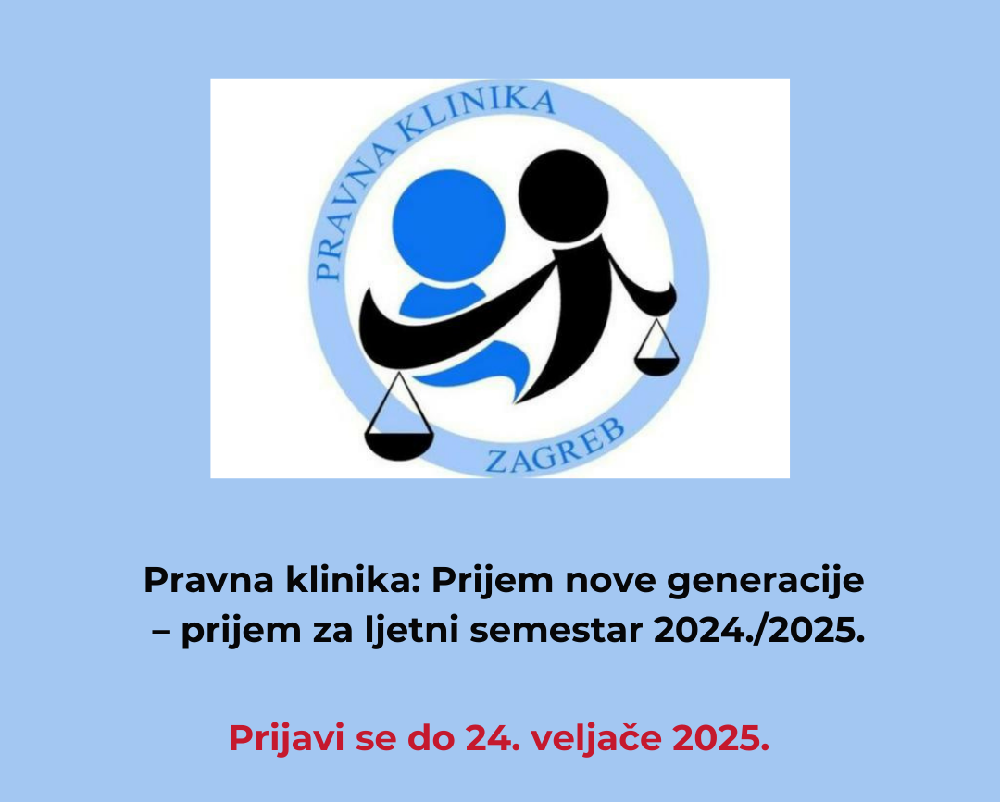 PRAVNA KLINIKA
ZAGREB
Pravna klinika: Prijem nove generacije
– prijem za ljetni semestar 2024./2025.
Prijavi se do 24. veljače 2025.